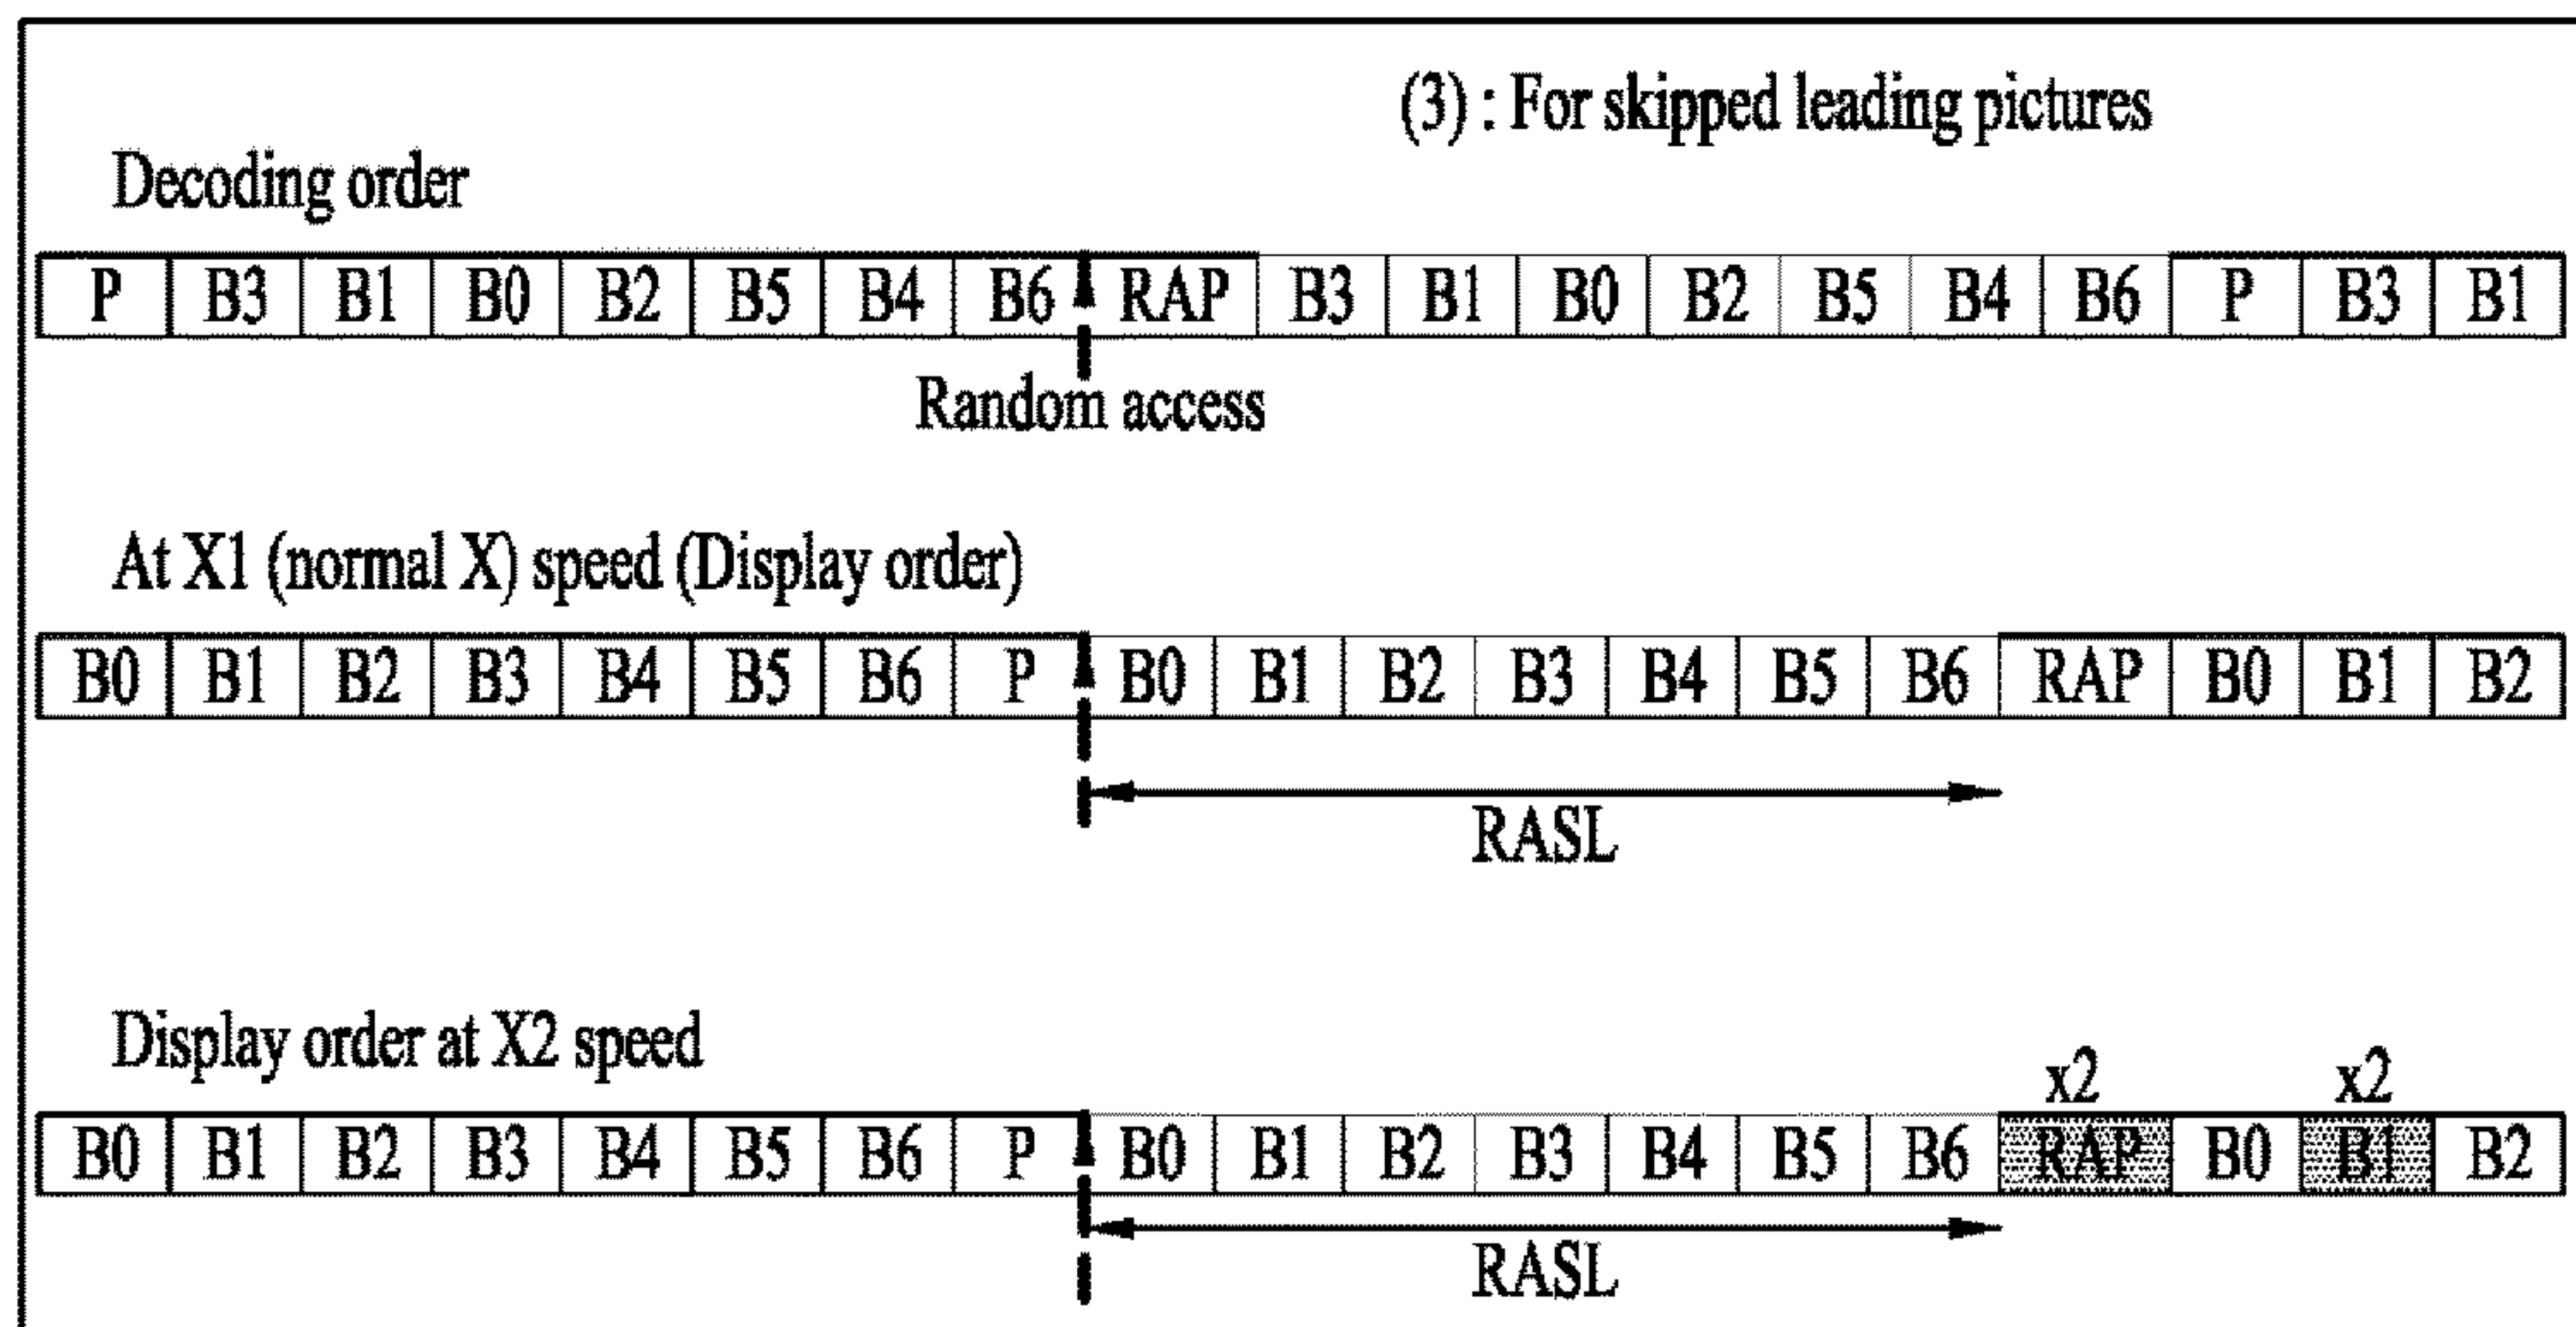 (3) : For skipped leading pictures
Decoding order
P B3 B1 B0 B2 B5 B4 B6 RAP B3 B1 B0 B2 B5 B4 B6 P B3 B1
Random access
At X1 (normal X) speed (Display order)
B0 B1 B2 B3 B4 B5 B6 P B0 B1 B2 B3 B4 B5 B6 RAP B0 B1 B2
RASL
Display order at X2 speed
x2 x2
B0 B1 B2 B3 B4 B5 B6 P B0 B1 B2 B3 B4 B5 B6 RAP B0 B1 B2
RASL